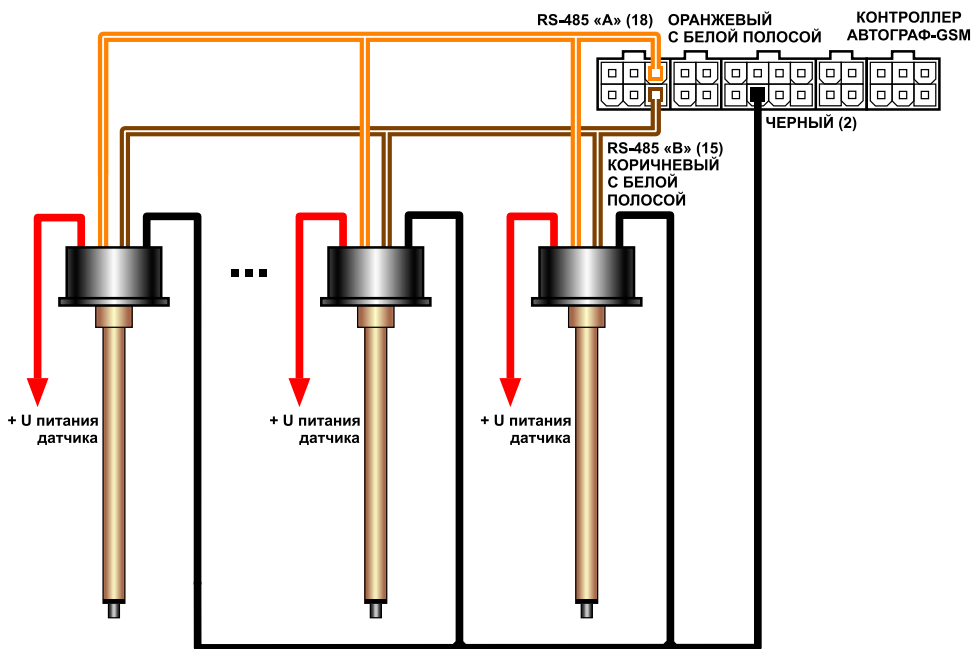 RS-485 «А» (18)
ОРАНЖЕВЫЙ
С БЕЛОЙ ПОЛОСОЙ
КОНТРОЛЛЕР
АВТОГРАФ-GSM
ЧЕРНЫЙ (2)
RS-485 «В» (15)
КОРИЧНЕВЫЙ
С БЕЛОЙ
ПОЛОСОЙ
...
+ U питания
датчика
+ U питания
датчика
+ U питания
датчика